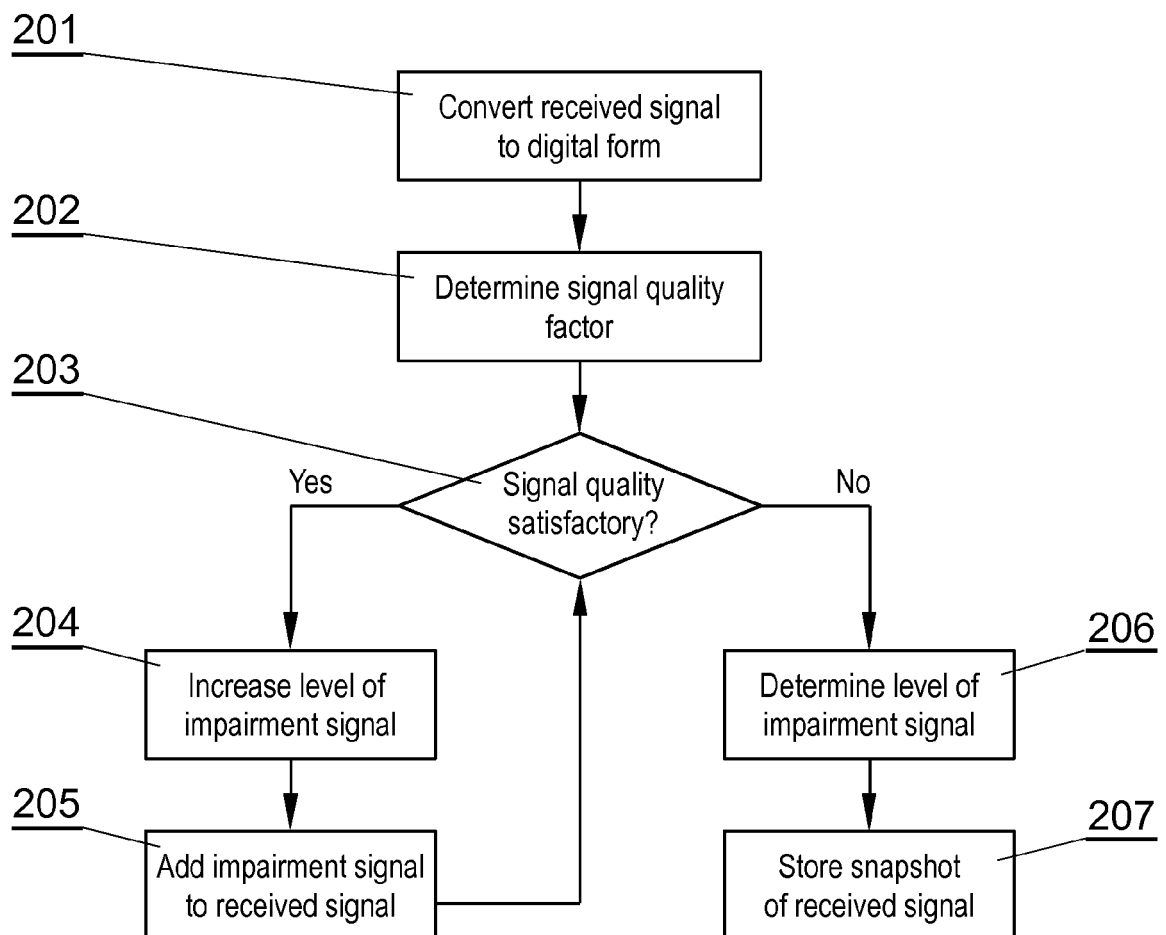 201
Convert received signal
to digital form
202
Determine signal quality
factor
203
Signal quality
satisfactory?
Yes
No
204
Increase level of
impairment signal
205
Add impairment signal
to received signal
206
Determine level of
impairment signal
207
Store snapshot
of received signal